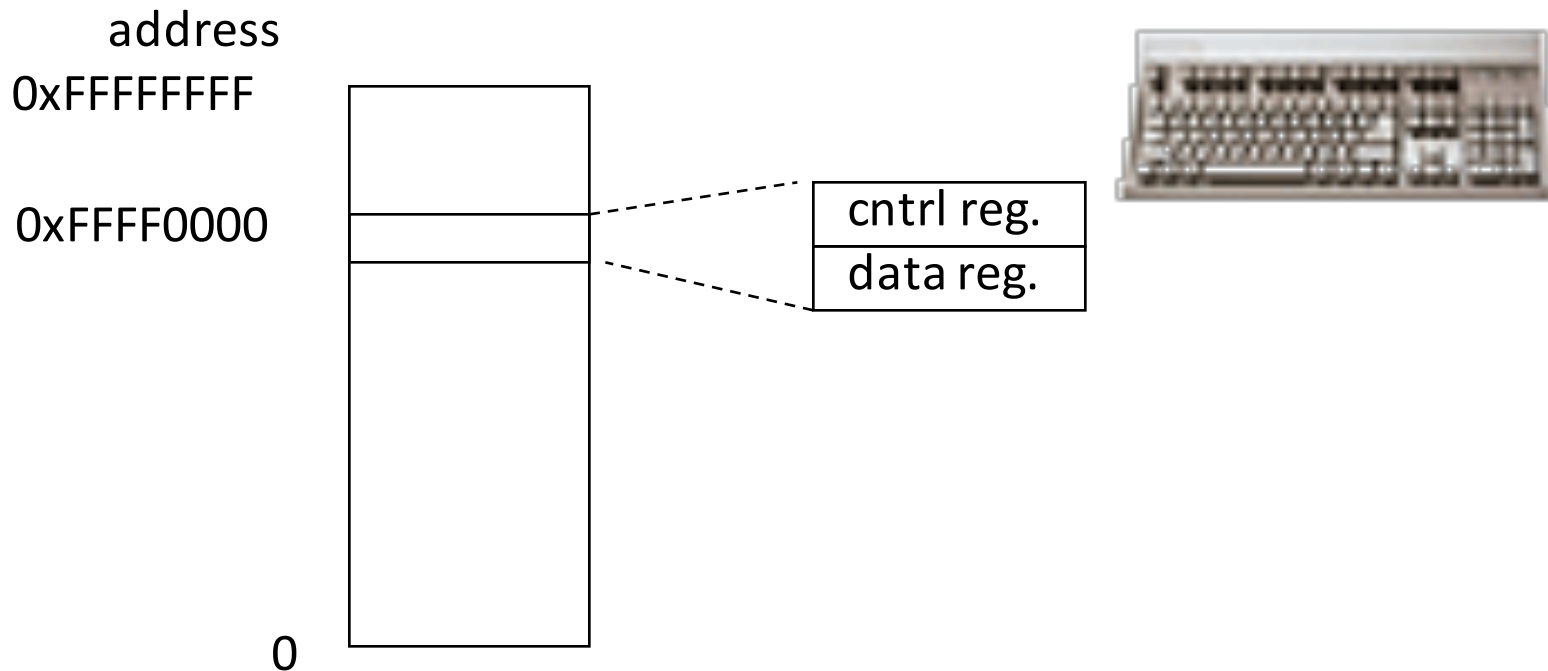 address
0xFFFFFFFF
0xFFFF0000
cntrl reg.
data reg.
0